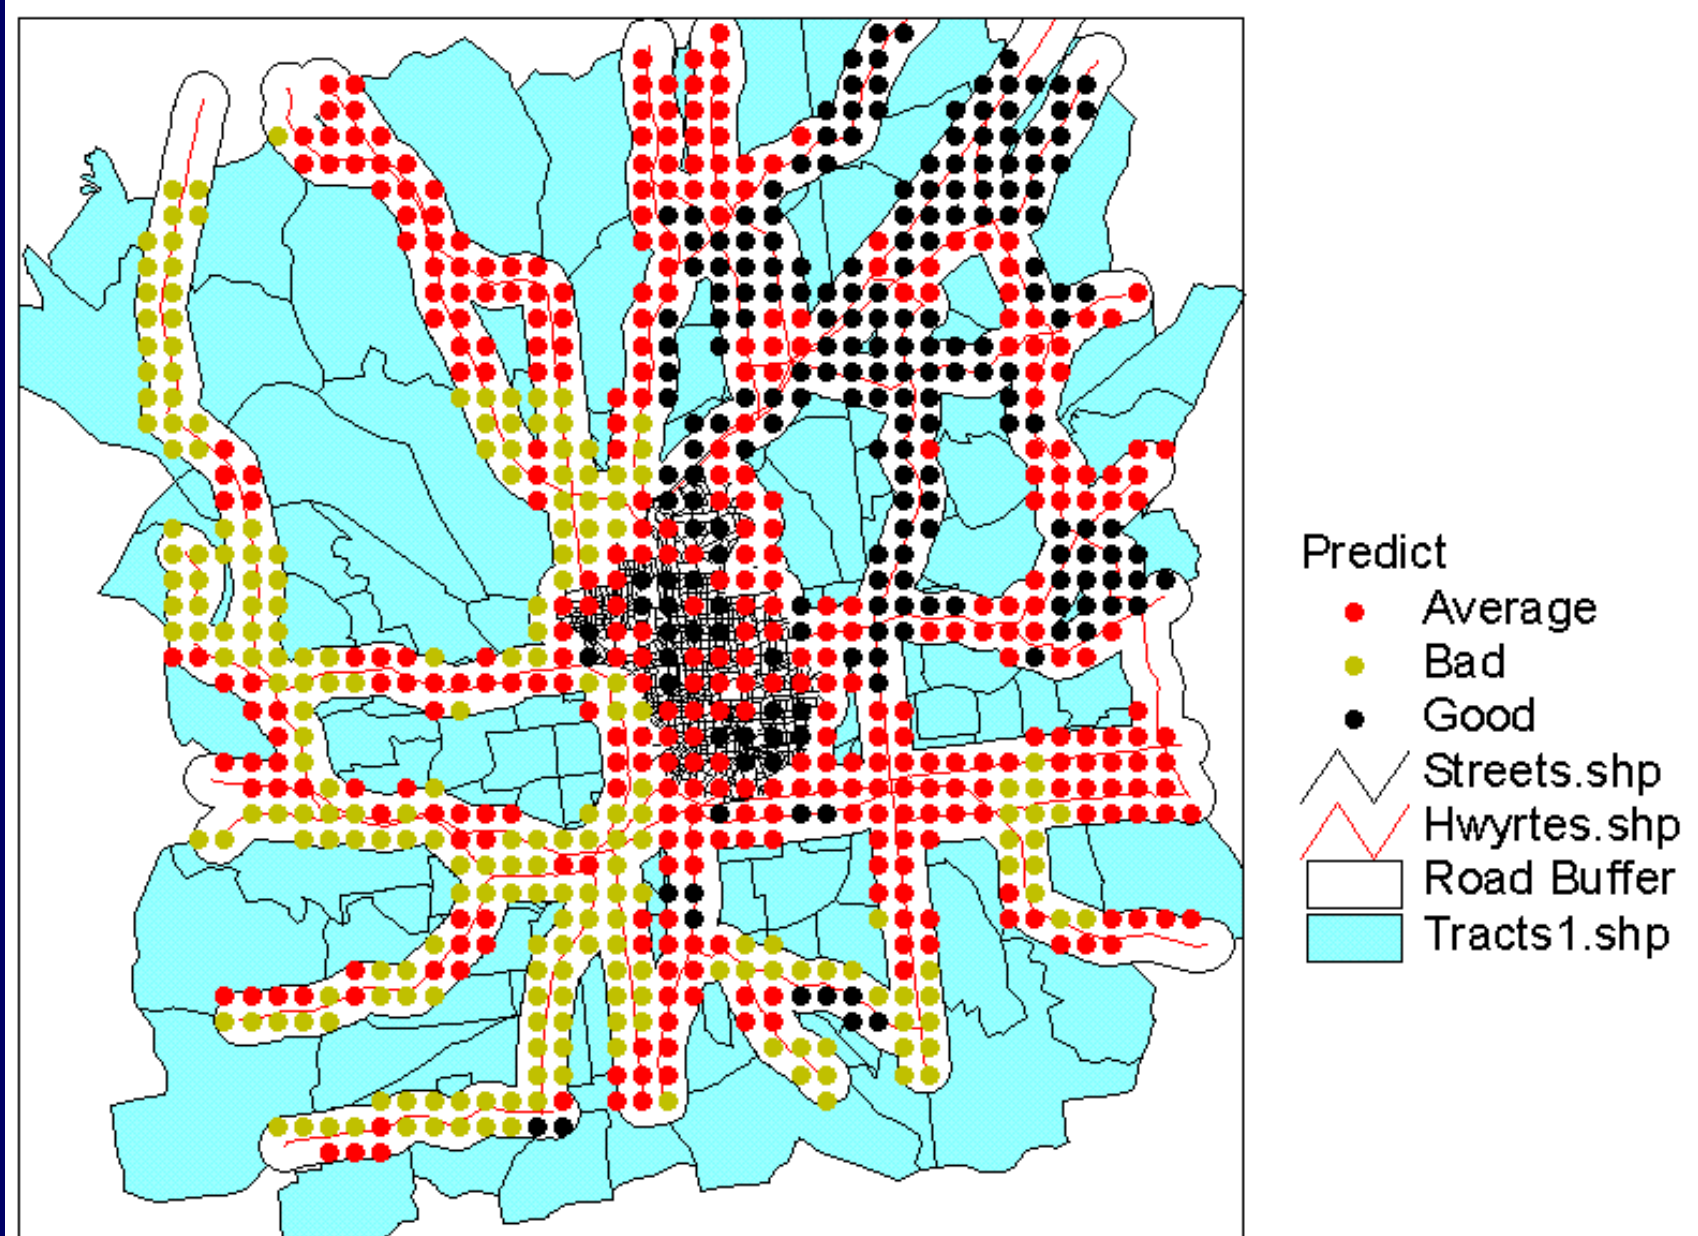 Predict
Average
Bad
Good
Streets.shp
Hwyrtes.shp
Road Buffer
Tracts1.shp